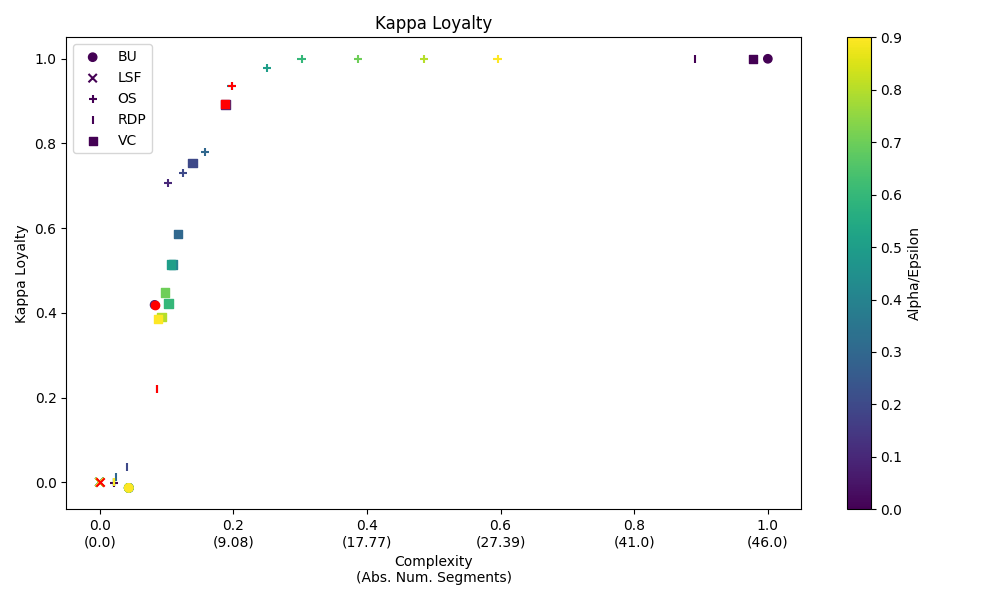 Kappa Loyalty
BU
LSF
OS
RDP
VC
Kappa Loyalty
1.0
0.8
0.6
0.4
0.2
0.0
0.0 0.2 0.4 0.6 0.8 1.0
(0.0) (9.08) (17.77) (27.39) (41.0) (46.0)
Complexity
(Abs. Num. Segments)
0.9
0.8
0.7
0.6
0.5
0.4
0.3
0.2
0.1
0.0
Alpha/Epsilon